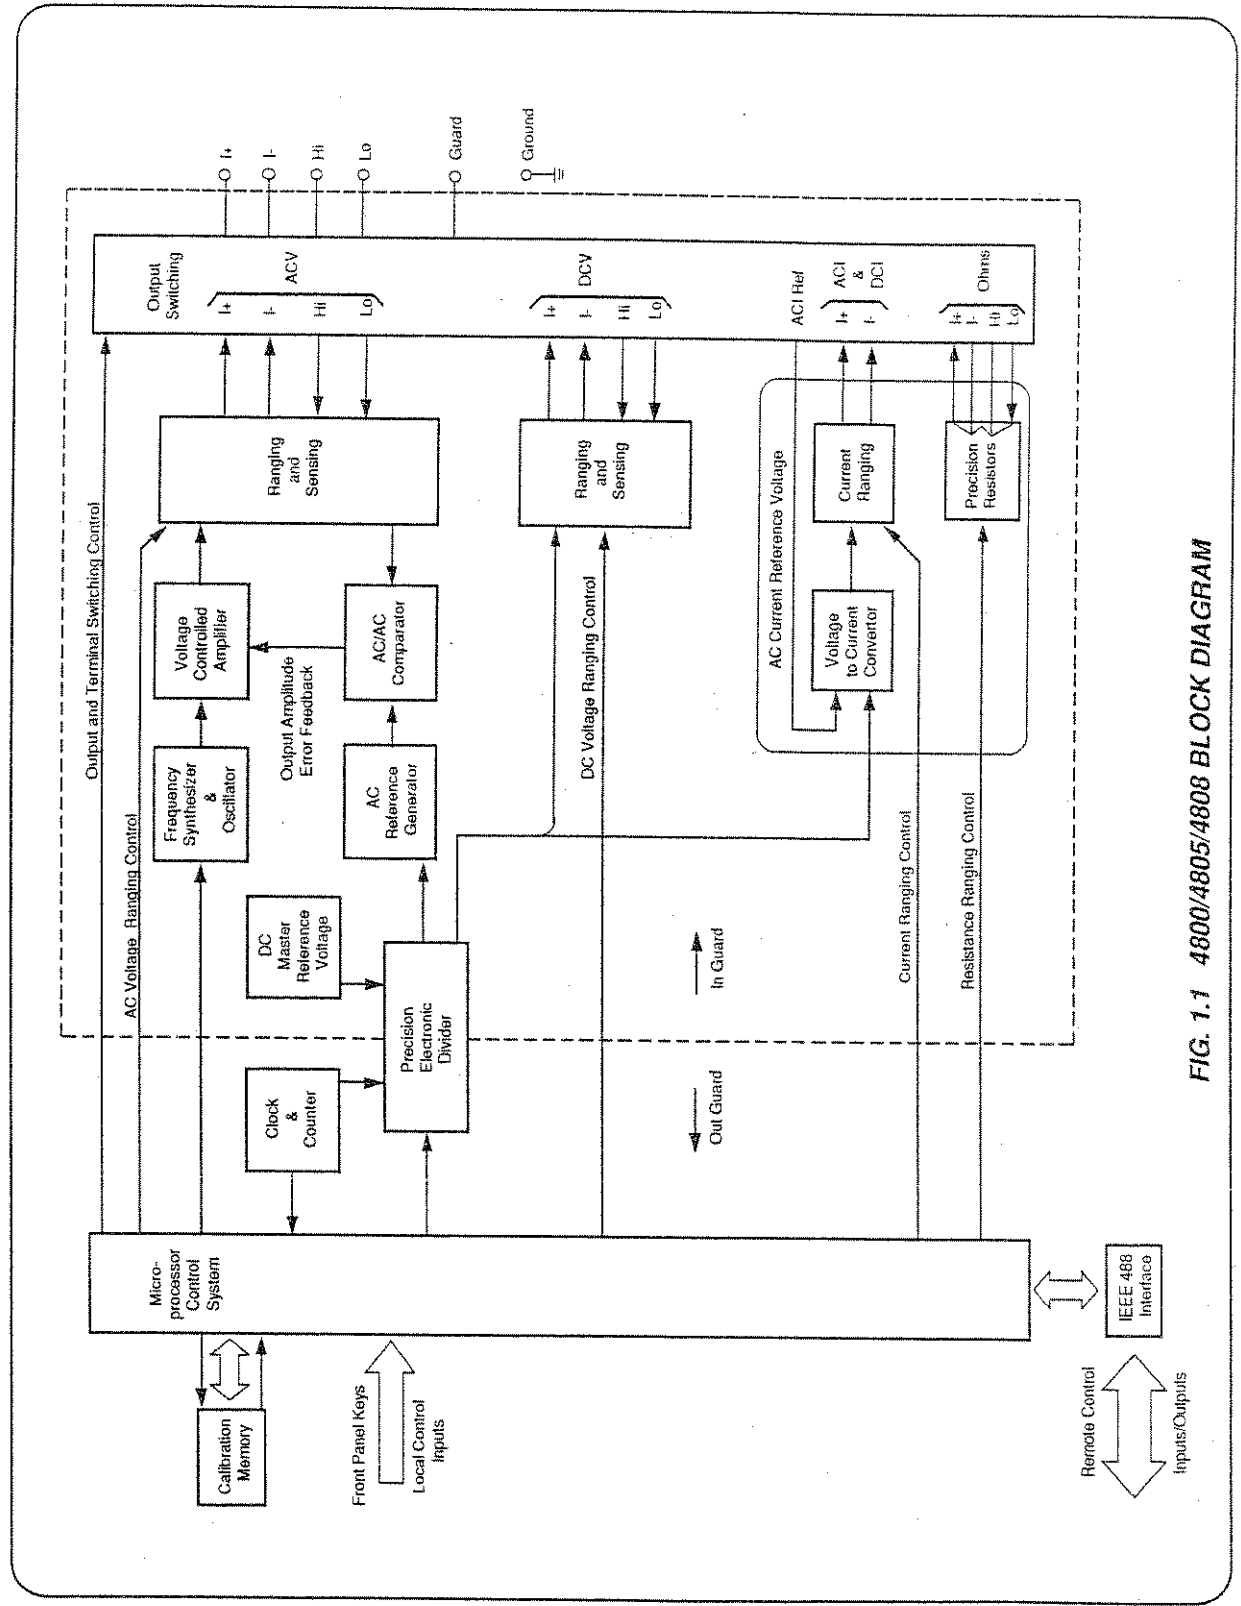 Output and Terminal Switching Control
AC Voltage Ranging Control
Micro-
processor
Control
System
Calibration
Memory
Front Panel Keys
Local Control
Inputs
Clock
&
Counter
DC
Master
Reference
Voltage
Precision
Electronic
Divider
Frequency
Synthesizer
&
Oscillator
Voltage
Controlled
Amplifier
Output Amplitude
Error Feedback
AC
Reference
Generator
AC/AC
Comparator
Ranging
and
Sensing
Output
Switching
I+
I-
Hi
Lo
ACV
I+
I-
Hi
Lo
Guard
Ground
DC Voltage Ranging Control
Ranging
and
Sensing
I+
I-
Hi
Lo
DCV
Out Guard
In Guard
AC Current Reference Voltage
ACI Ref
Voltage
to Current
Convertor
Current
Ranging
I+
I-
ACI
&
DCI
Current Ranging Control
Resistance Ranging Control
Precision
Resistors
I+
I-
Hi
Lo
Ohms
IEEE 488
Interface
Remote Control
Inputs/Outputs
FIG. 1.1 4800/4805/4808 BLOCK DIAGRAM